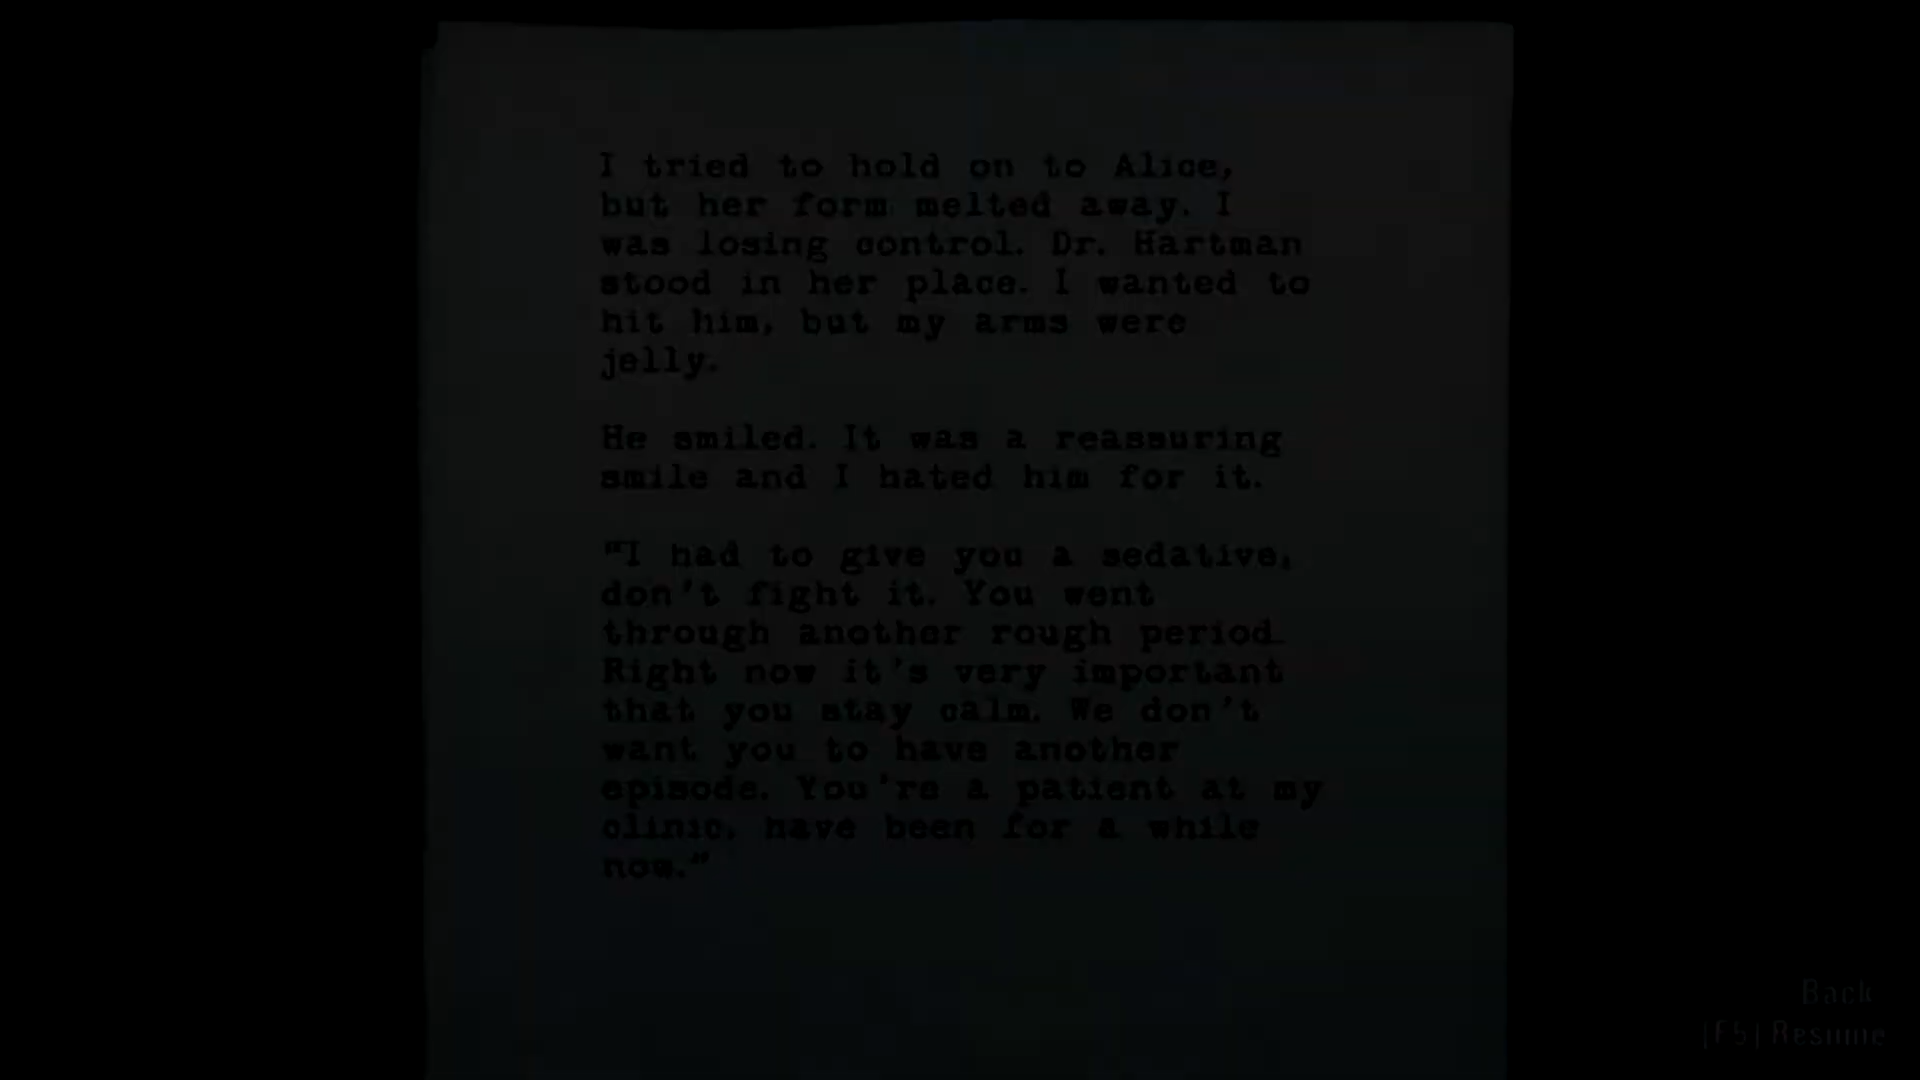 I tried to hold on to Alice,
but her form melted away. I
was losing control. Dr. Hartman
stood in her place. I wanted to
hit him, but my arms were
jelly.
He smiled. It was a reassuring
smile and I hated him for it.
"I had to give you a sedative,
don't fight it. You went
through another rough period.
Right now it's very important
that you stay calm. We don't
want you to have another
episode. You're a patient at my
clinic, have been for a while
now."
Back
[F5] Resume